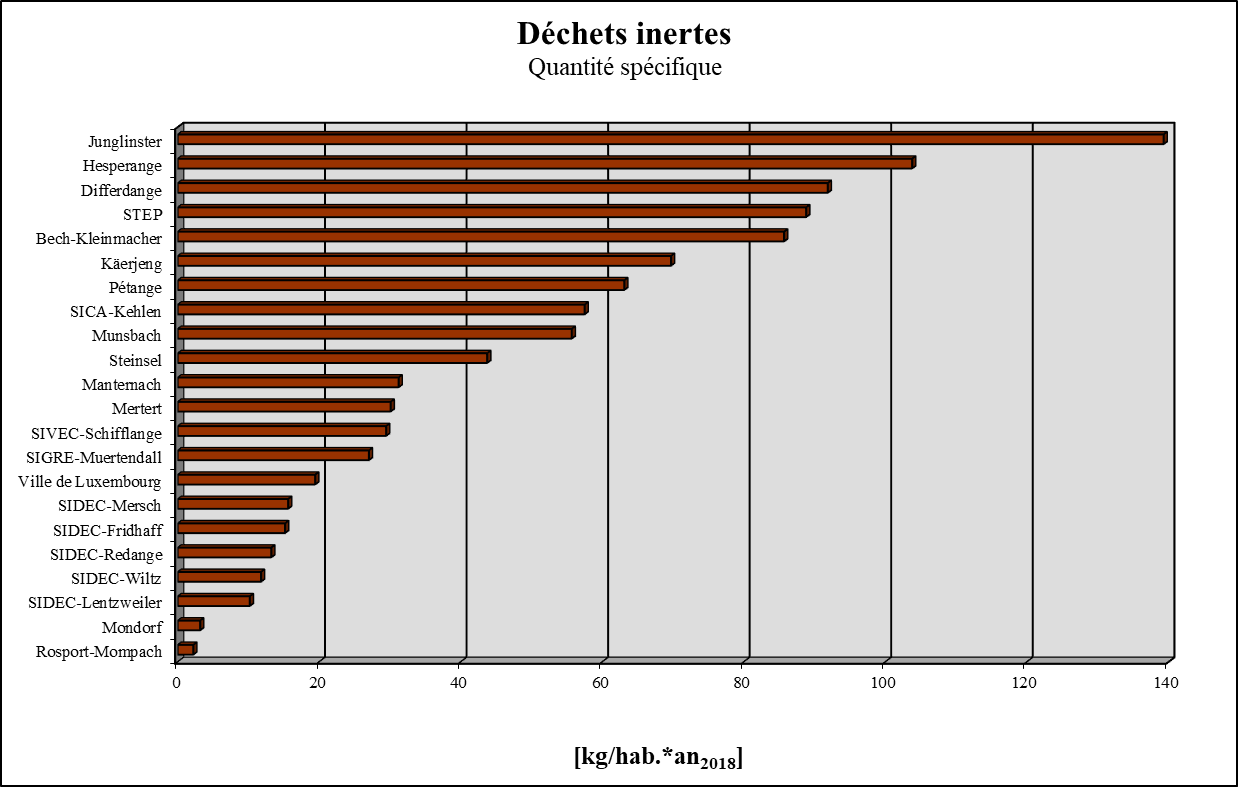 Déchets inertes
Quantité spécifique
Junglinster
Hesperange
Differdange
STEP
Bech-Kleinmacher
Käerjeng
Pétange
SICA-Kehlen
Munsbach
Steinsel
Manternach
Mertert
SIVEC-Schifflange
SIGRE-Muertendall
Ville de Luxembourg
SIDEC-Mersch
SIDEC-Fridhaff
SIDEC-Redange
SIDEC-Wiltz
SIDEC-Lentzweiler
Mondorf
Rosport-Mompach
0 20 40 60 80 100 120 140
[kg/hab.*an2018]